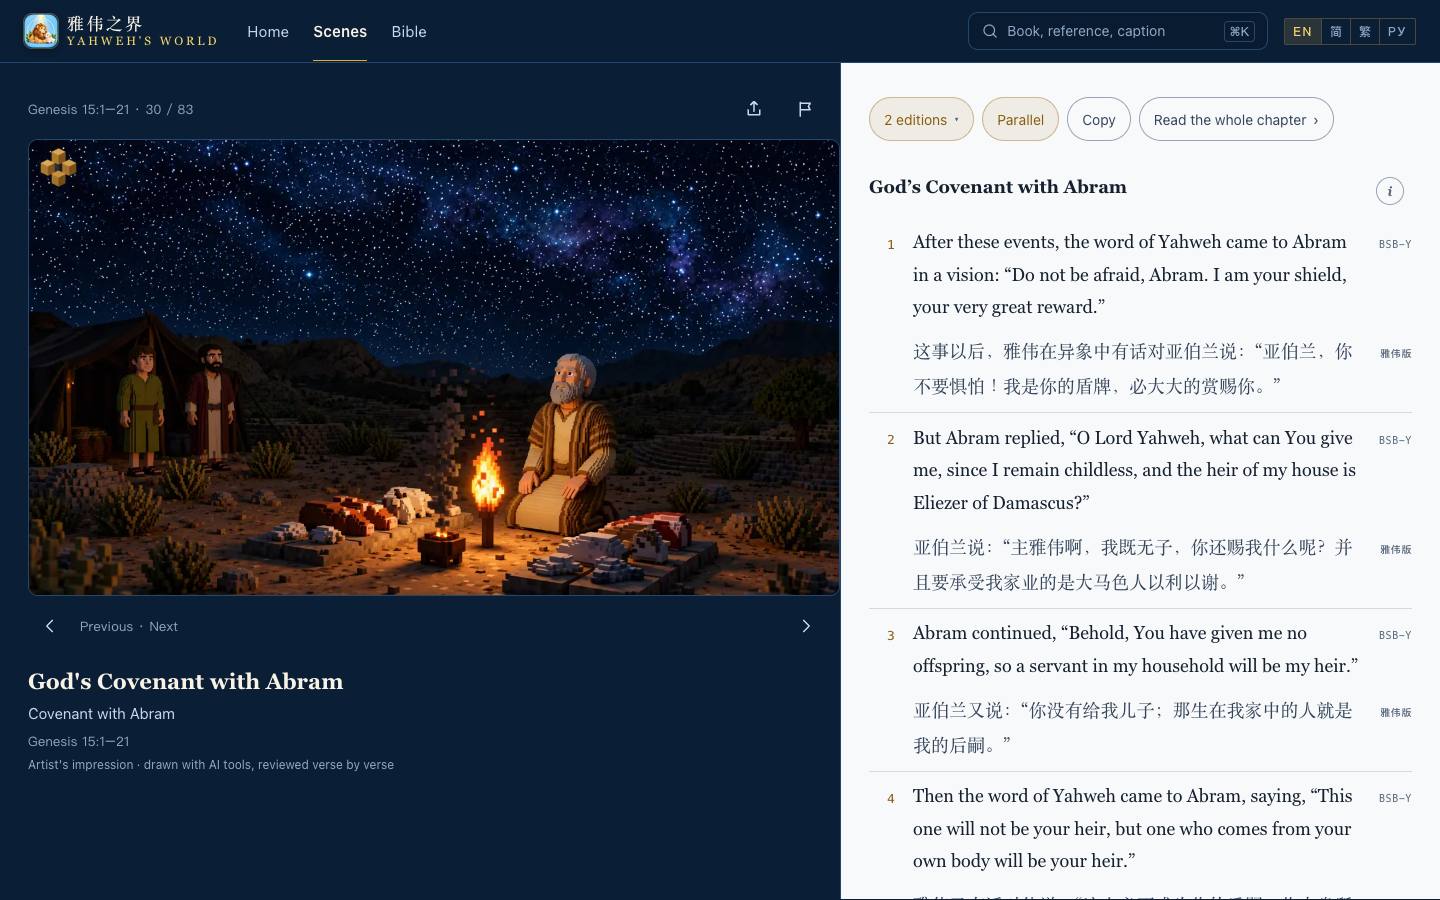 雅伟之界
YAHWEH'S WORLD
Home
Scenes
Bible
Book, reference, caption
⌘K
EN
简
繁
РУ
Genesis 15:1–21 · 30 / 83
Previous · Next
God's Covenant with Abram
Covenant with Abram
Genesis 15:1–21
Artist's impression · drawn with AI tools, reviewed verse by verse
2 editions
Parallel
Copy
Read the whole chapter ›
God’s Covenant with Abram
i
1 After these events, the word of Yahweh came to Abram BSB-Y
in a vision: “Do not be afraid, Abram. I am your shield,
your very great reward.”
这事以后，雅伟在异象中有话对亚伯兰说：“亚伯兰，你 雅伟版
不要惧怕！我是你的盾牌，必大大的赏赐你。”
2 But Abram replied, “O Lord Yahweh, what can You give BSB-Y
me, since I remain childless, and the heir of my house is
Eliezer of Damascus?”
亚伯兰说：“主雅伟啊，我既无子，你还赐我什么呢？并 雅伟版
且要承受我家业的是大马色人以利以谢。”
3 Abram continued, “Behold, You have given me no BSB-Y
offspring, so a servant in my household will be my heir.”
亚伯兰又说：“你没有给我儿子；那生在我家中的人就是 雅伟版
我的后嗣。”
4 Then the word of Yahweh came to Abram, saying, “This BSB-Y
one will not be your heir, but one who comes from your
own body will be your heir.”